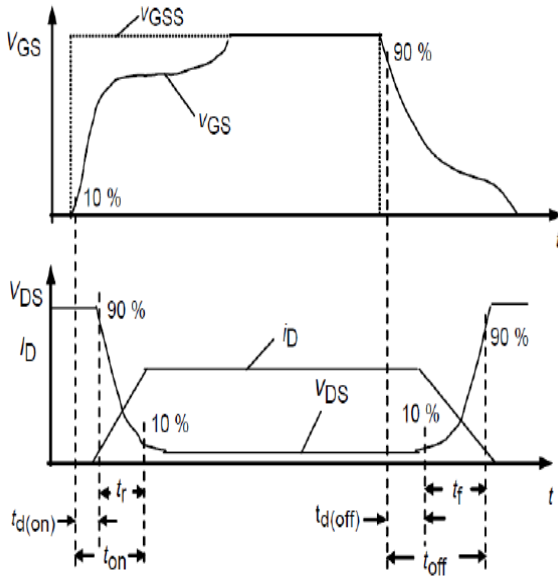 VGSS
VGS
90 %
VGS
10 %
t
VDS
90 %
ID
iD
90 %
VDS
10 %
10 %
tr
tf
t
td(on)
td(off)
ton
toff